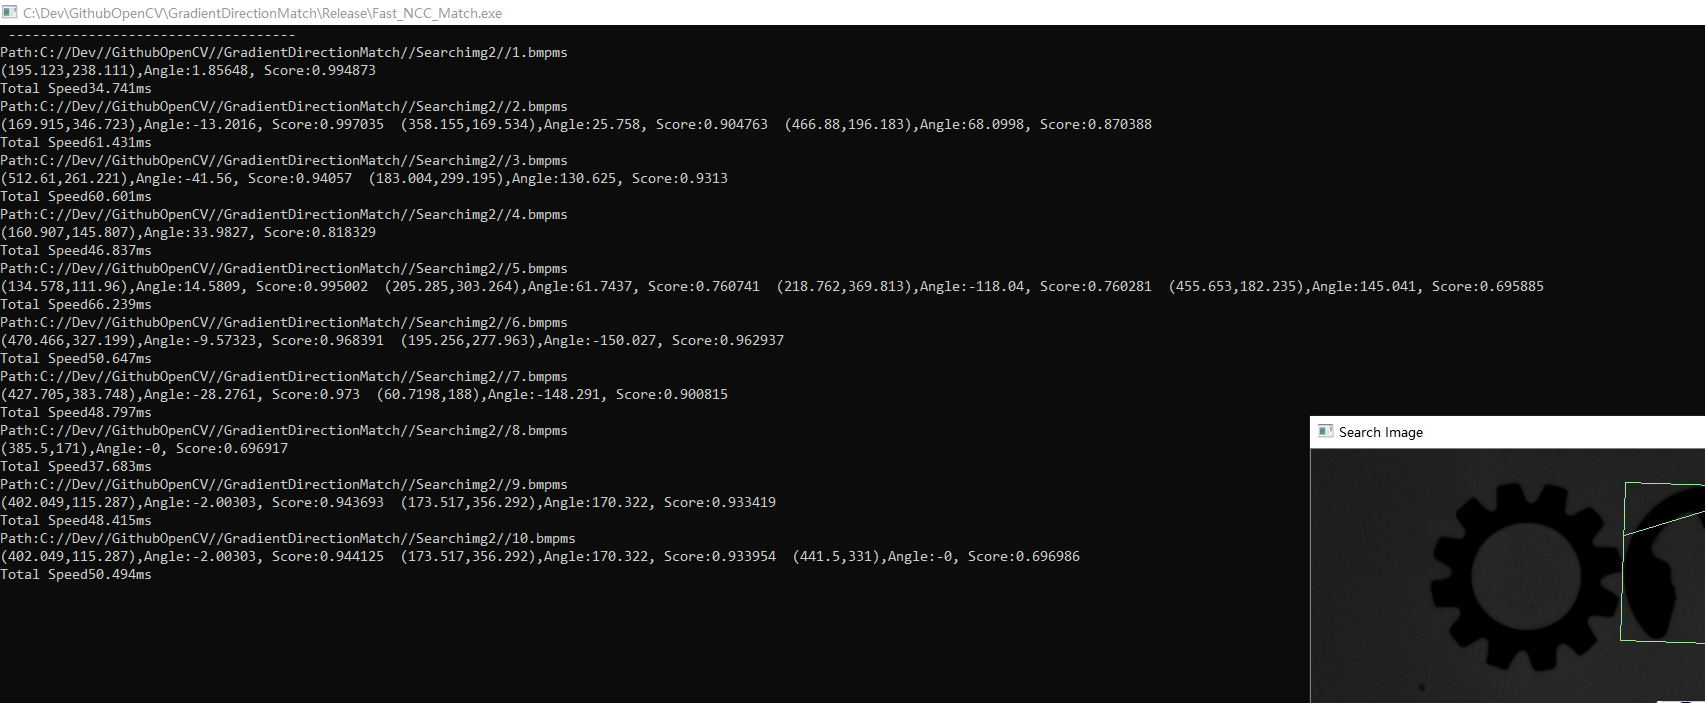 C:\Dev\GithubOpenCV\GradientDirectionMatch\Release\Fast_NCC_Match.exe
------------------------------------
Path:C://Dev//GithubOpenCV//GradientDirectionMatch//Searchimg2//1.bmpms
(195.123,238.111),Angle:1.85648, Score:0.994873
Total Speed34.741ms
Path:C://Dev//GithubOpenCV//GradientDirectionMatch//Searchimg2//2.bmpms
(169.915,346.723),Angle:-13.2016, Score:0.997035  (358.155,169.534),Angle:25.758, Score:0.904763  (466.88,196.183),Angle:68.0998, Score:0.870388
Total Speed61.431ms
Path:C://Dev//GithubOpenCV//GradientDirectionMatch//Searchimg2//3.bmpms
(512.61,261.221),Angle:-41.56, Score:0.94057  (183.004,299.195),Angle:130.625, Score:0.9313
Total Speed60.601ms
Path:C://Dev//GithubOpenCV//GradientDirectionMatch//Searchimg2//4.bmpms
(160.907,145.807),Angle:33.9827, Score:0.818329
Total Speed46.837ms
Path:C://Dev//GithubOpenCV//GradientDirectionMatch//Searchimg2//5.bmpms
(134.578,111.96),Angle:14.5809, Score:0.995002  (205.285,303.264),Angle:61.7437, Score:0.760741  (218.762,369.813),Angle:-118.04, Score:0.760281  (455.653,182.235),Angle:145.041, Score:0.695885
Total Speed66.239ms
Path:C://Dev//GithubOpenCV//GradientDirectionMatch//Searchimg2//6.bmpms
(470.466,327.199),Angle:-9.57323, Score:0.968391  (195.256,277.963),Angle:-150.027, Score:0.962937
Total Speed50.647ms
Path:C://Dev//GithubOpenCV//GradientDirectionMatch//Searchimg2//7.bmpms
(427.705,383.748),Angle:-28.2761, Score:0.973  (60.7198,188),Angle:-148.291, Score:0.900815
Total Speed48.797ms
Path:C://Dev//GithubOpenCV//GradientDirectionMatch//Searchimg2//8.bmpms
(385.5,171),Angle:-0, Score:0.696917
Total Speed37.683ms
Path:C://Dev//GithubOpenCV//GradientDirectionMatch//Searchimg2//9.bmpms
(402.049,115.287),Angle:-2.00303, Score:0.943693  (173.517,356.292),Angle:170.322, Score:0.933419
Total Speed48.415ms
Path:C://Dev//GithubOpenCV//GradientDirectionMatch//Searchimg2//10.bmpms
(402.049,115.287),Angle:-2.00303, Score:0.944125  (173.517,356.292),Angle:170.322, Score:0.933954  (441.5,331),Angle:-0, Score:0.696986
Total Speed50.494ms
Search Image